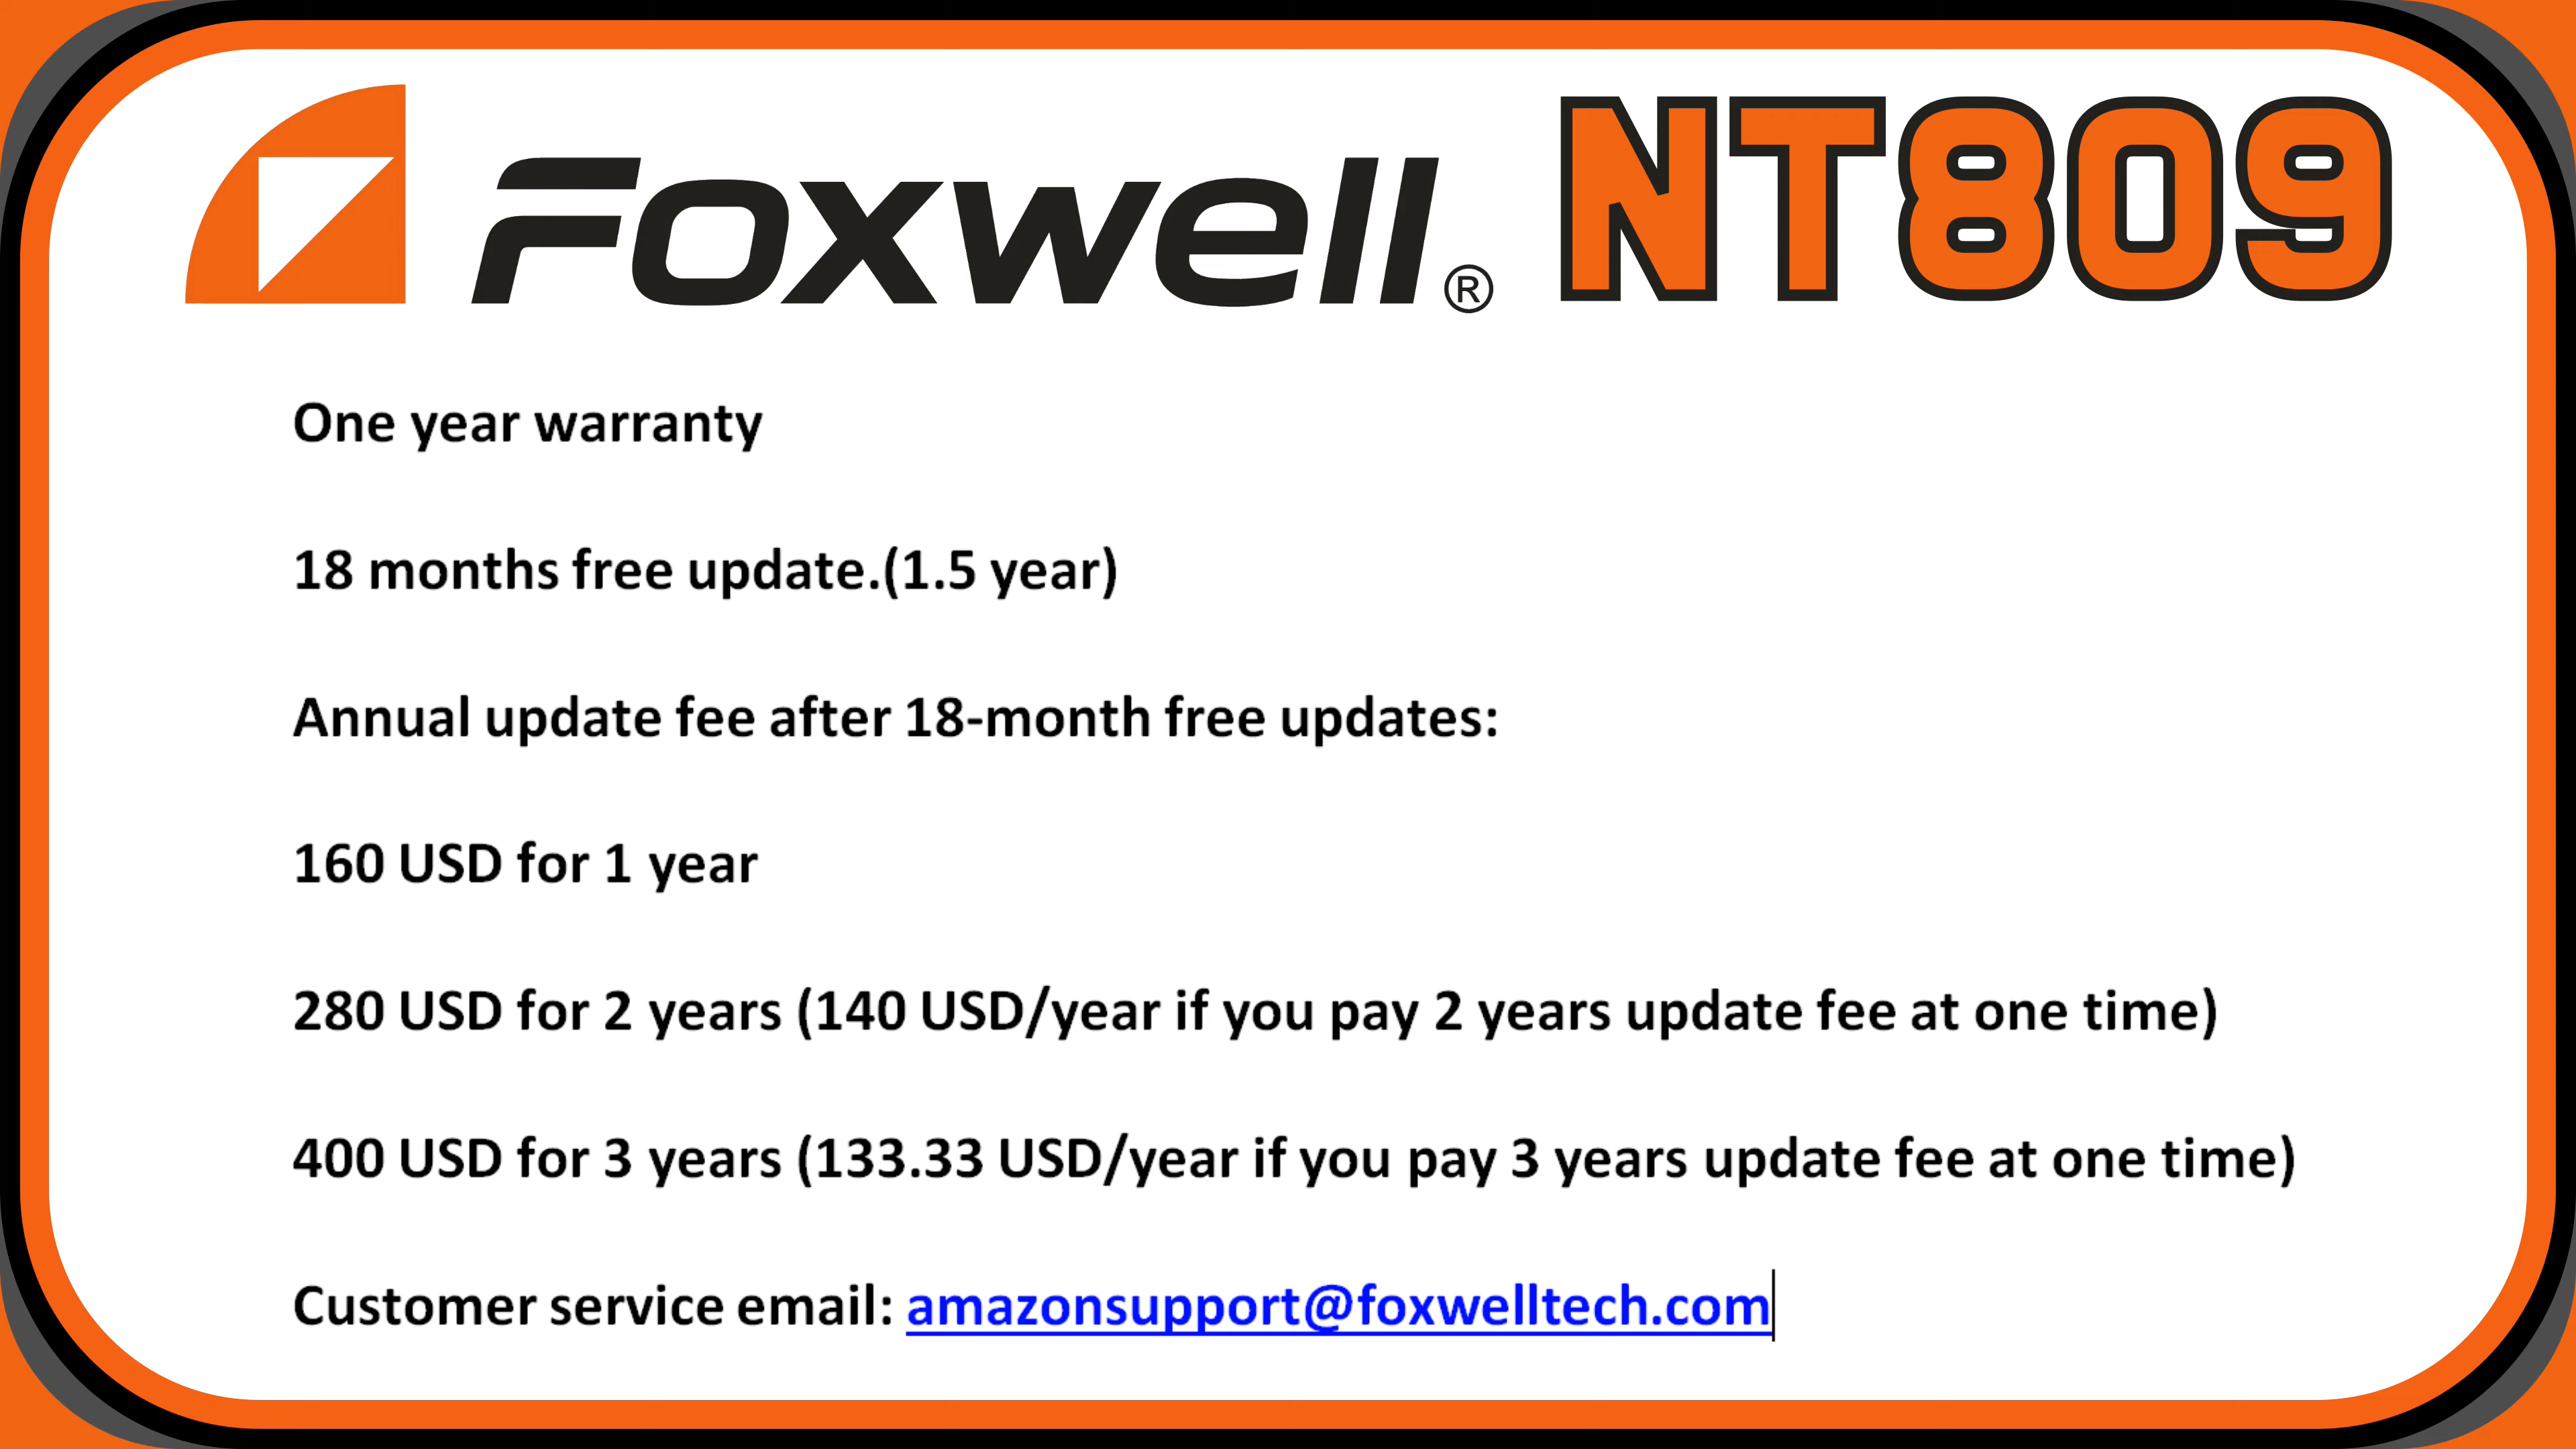 Foxwell® NT809
One year warranty
18 months free update.(1.5 year)
Annual update fee after 18-month free updates:
160 USD for 1 year
280 USD for 2 years (140 USD/year if you pay 2 years update fee at one time)
400 USD for 3 years (133.33 USD/year if you pay 3 years update fee at one time)
Customer service email: amazonsupport@foxwelltech.com